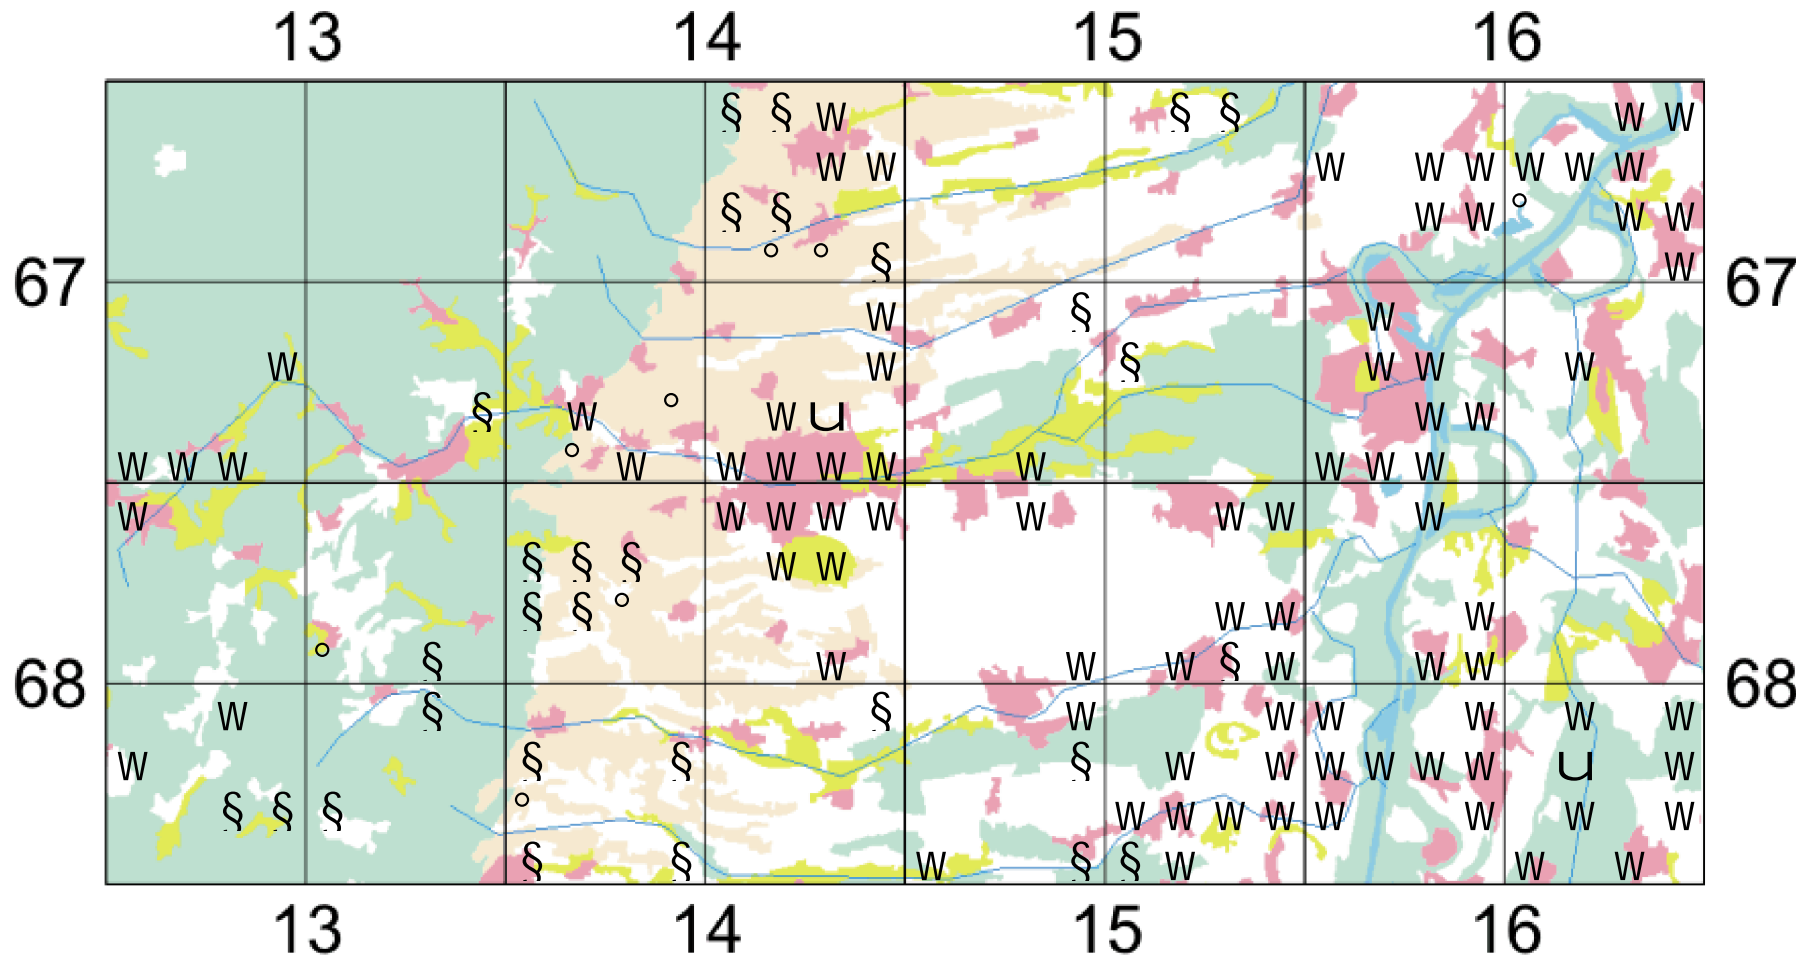 13 14 15 16
§ § W § § W W
W W W W W W W W
§ § W W W W
§ W
67 67
W § W
W W § W W W
§ W W U W W
W W W W W W W W W W W W
W W W W W W W W W
§ § § W W
§ § W W W
§ W W W § W W W
68 68
W § § W W W W W W
W § § § W W W W W W U W
§ § § W W W W W W W W
§ § W § § W W W
13 14 15 16